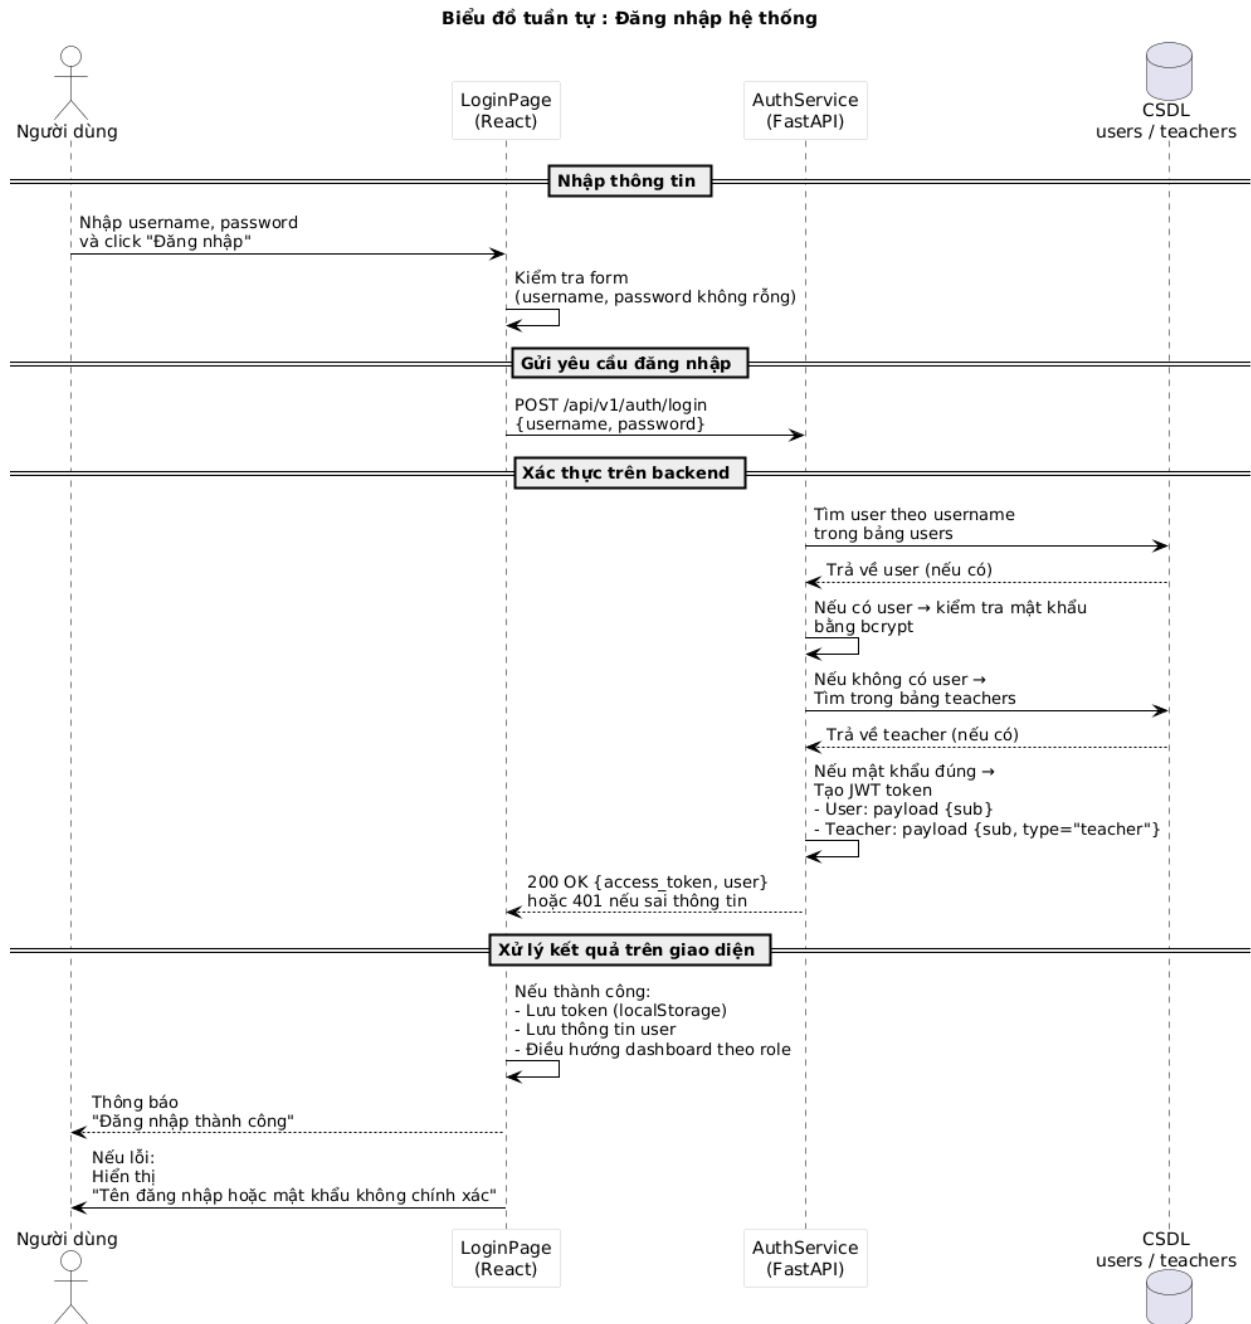 Biểu đồ tuần tự : Đăng nhập hệ thống
Người dùng
LoginPage
(React)
AuthService
(FastAPI)
CSDL
users / teachers
Nhập thông tin
Nhập username, password
và click "Đăng nhập"
Kiểm tra form
(username, password không rỗng)
Gửi yêu cầu đăng nhập
POST /api/v1/auth/login
{username, password}
Xác thực trên backend
Tìm user theo username
trong bảng users
Trả về user (nếu có)
Nếu có user → kiểm tra mật khẩu
bằng bcrypt
Nếu không có user →
Tìm trong bảng teachers
Trả về teacher (nếu có)
Nếu mật khẩu đúng →
Tạo JWT token
- User: payload {sub}
- Teacher: payload {sub, type="teacher"}
200 OK {access_token, user}
hoặc 401 nếu sai thông tin
Xử lý kết quả trên giao diện
Nếu thành công:
- Lưu token (localStorage)
- Lưu thông tin user
- Điều hướng dashboard theo role
Thông báo
"Đăng nhập thành công"
Nếu lỗi:
Hiển thị
"Tên đăng nhập hoặc mật khẩu không chính xác"
Người dùng
LoginPage
(React)
AuthService
(FastAPI)
CSDL
users / teachers